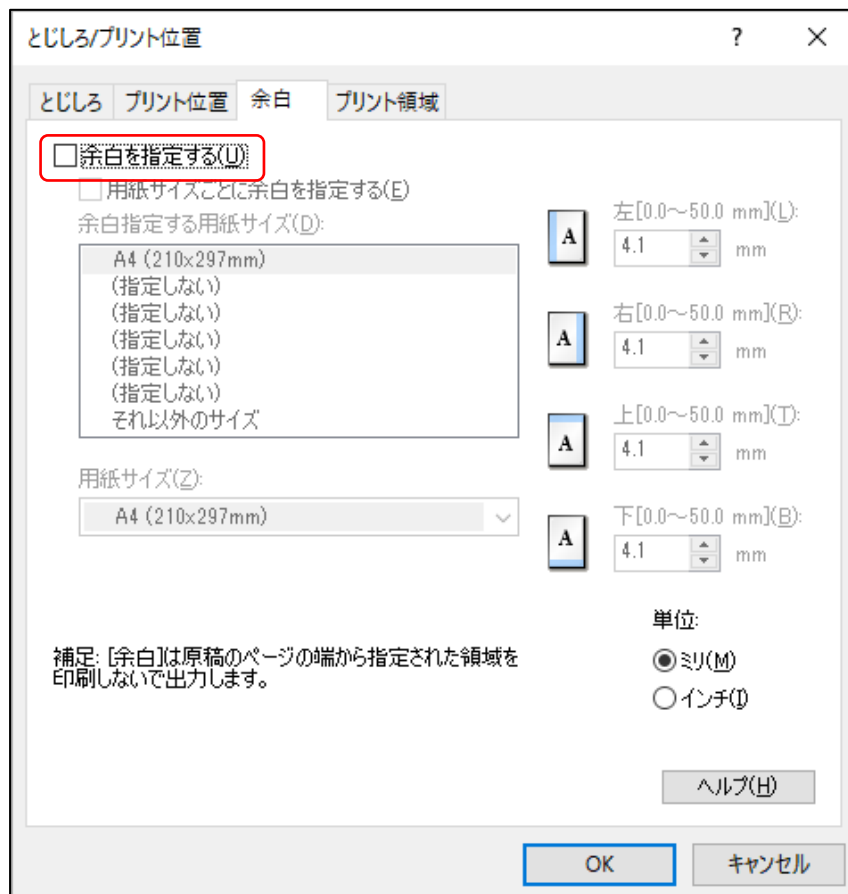 とじしろ/プリント位置
?
とじしろ プリント位置 余白 プリント領域
余白を指定する(U)
用紙サイズごとに余白を指定する(E)
余白指定する用紙サイズ(D):
A4 (210x297mm)
(指定しない)
(指定しない)
(指定しない)
(指定しない)
(指定しない)
それ以外のサイズ
用紙サイズ(Z):
A4 (210x297mm)
A
左[0.0～50.0 mm](L):
4.1 mm
A
右[0.0～50.0 mm](R):
4.1 mm
A
上[0.0～50.0 mm](T):
4.1 mm
A
下[0.0～50.0 mm](B):
4.1 mm
単位:
ミリ(M)
インチ(I)
補足: [余白]は原稿のページの端から指定された領域を
印刷しないで出力します。
ヘルプ(H)
OK キャンセル